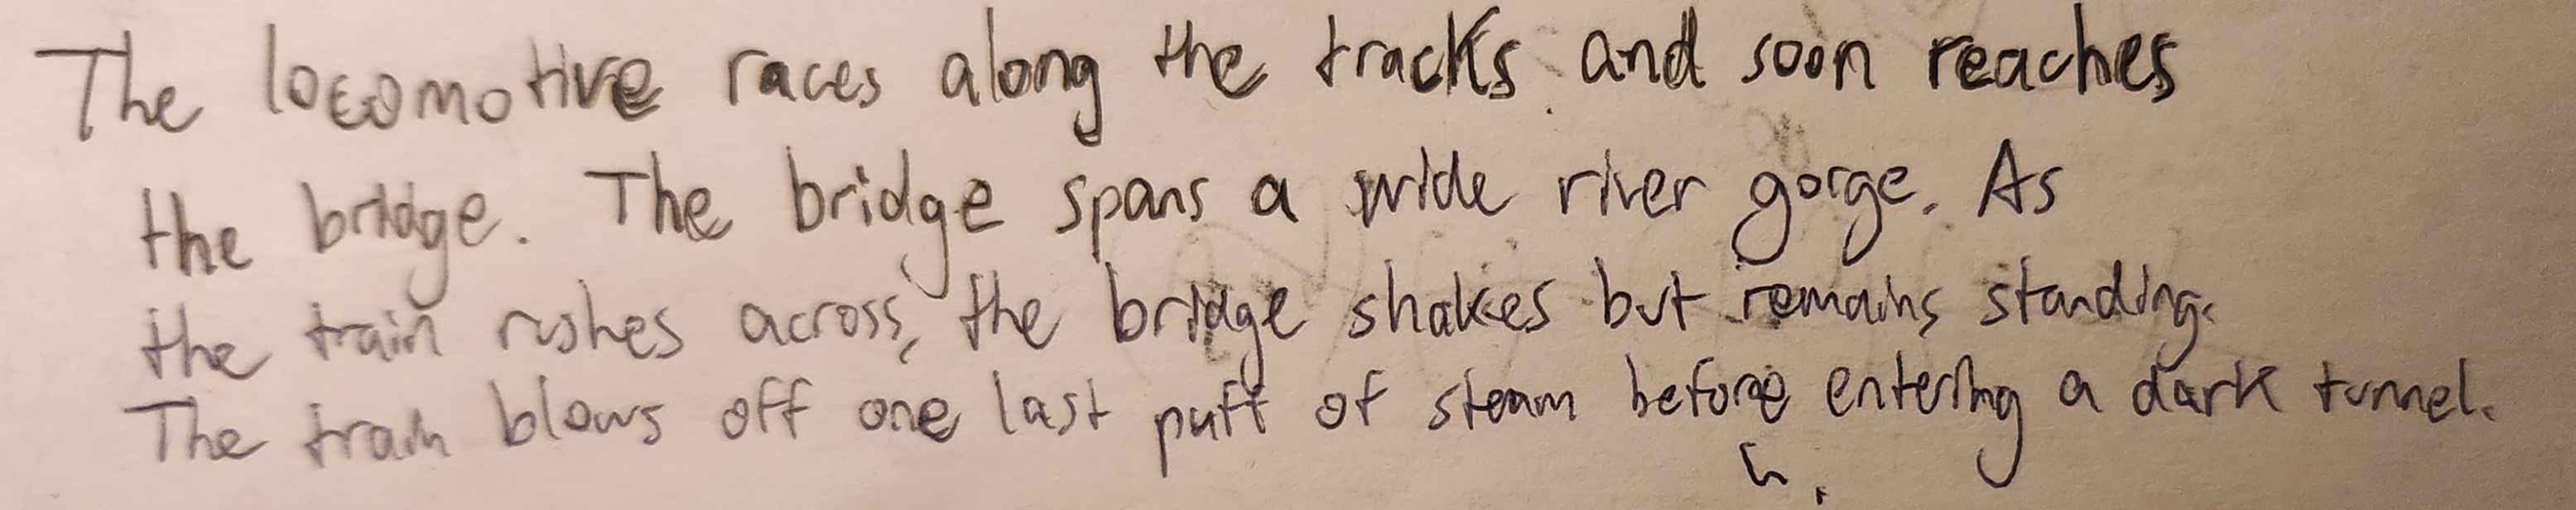 The locomotive races along the tracks and soon reaches
the bridge. The bridge spans a wide river gorge. As
the train rushes across, the bridge shakes but remains standing.
The train blows off one last puff of steam before entering a dark tunnel.